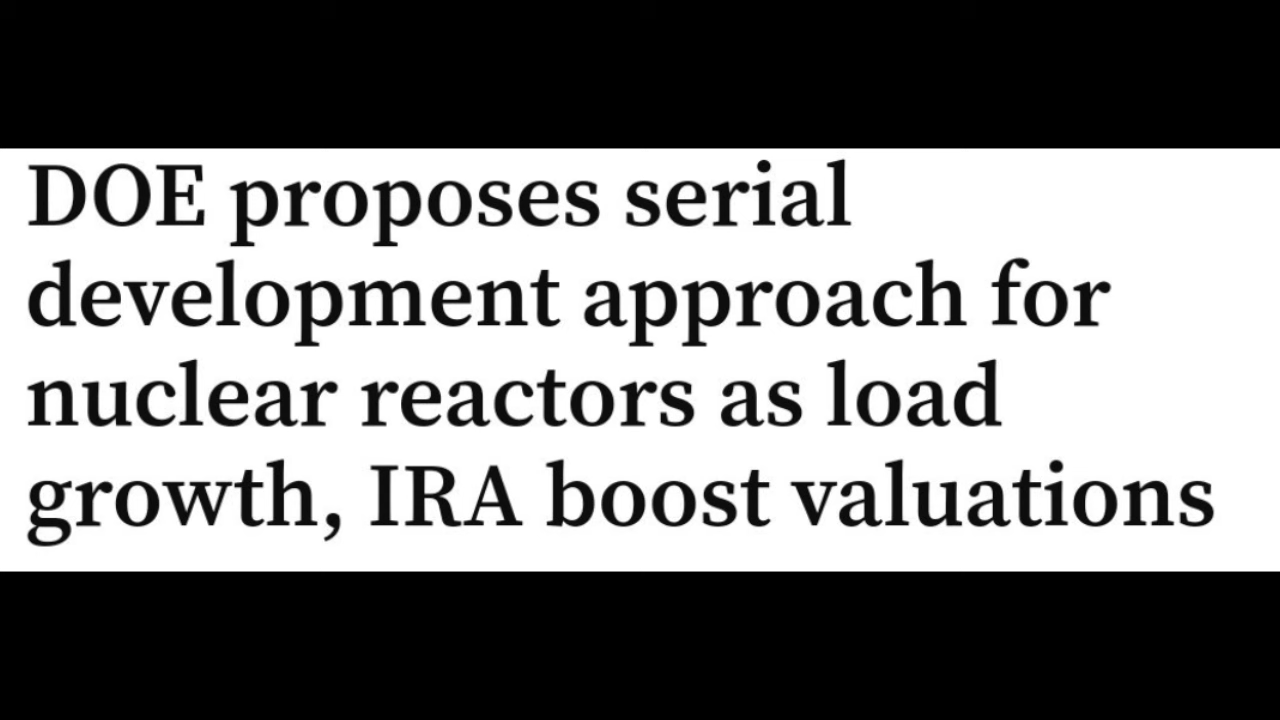 DOE proposes serial
development approach for
nuclear reactors as load
growth, IRA boost valuations